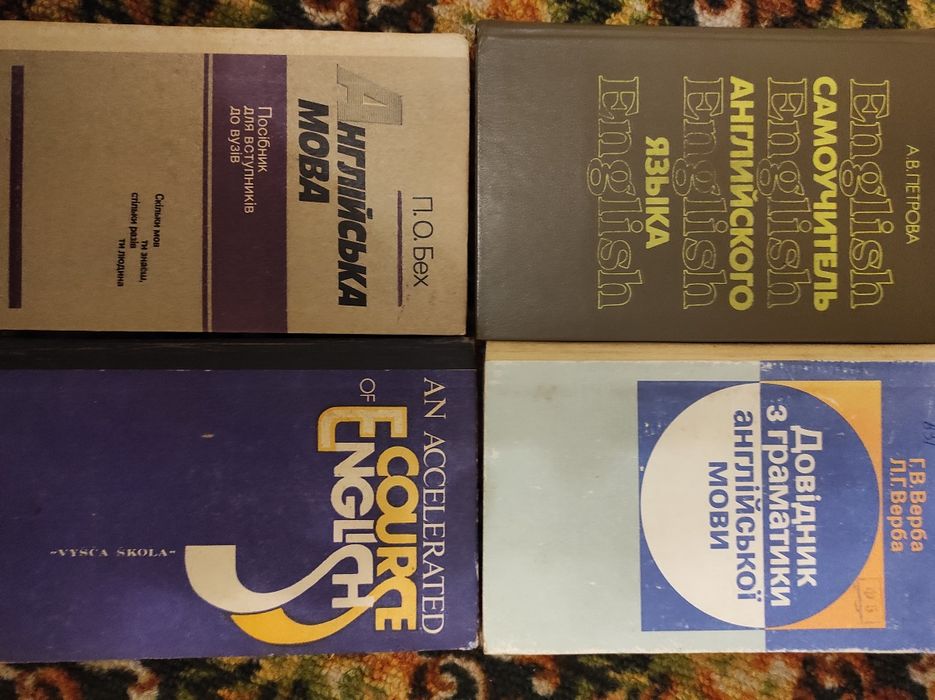 П. О. Бех
АНГЛІЙСЬКА
МОВА
Посібник
для вступників
до вузів
Скільки мов
ти знаєш,
стільки разів
ти людина
А.В.ПЕТРОВА
English
САМОУЧИТЕЛЬ
English
АНГЛИЙСКОГО
English
ЯЗЫКА
English
AN ACCELERATED
COURSE
OF
ENGLISH
«VYŠČA ŠKOLA»
Г.В.Верба
Л.Г.Верба
Довідник
з граматики
англійської
мови